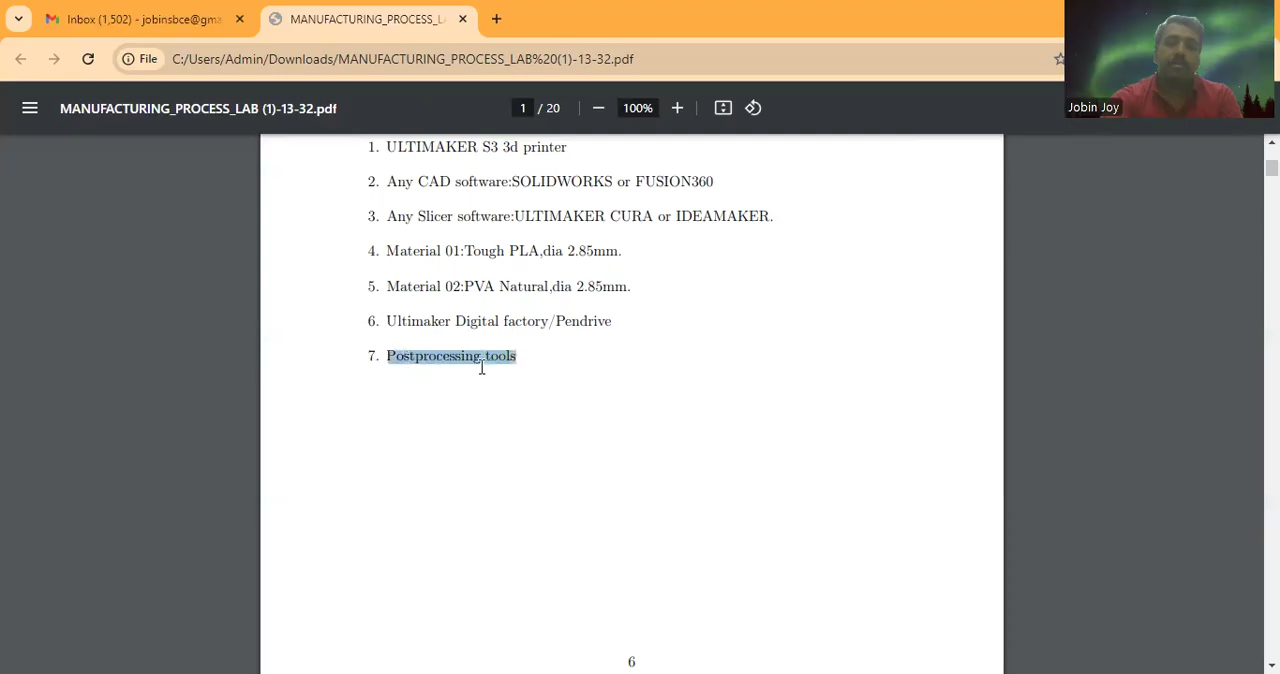 Inbox (1,502) - jobinsbce@gma
MANUFACTURING_PROCESS_L
File
C:/Users/Admin/Downloads/MANUFACTURING_PROCESS_LAB%20(1)-13-32.pdf
MANUFACTURING_PROCESS_LAB (1)-13-32.pdf
1 / 20
100%
Jobin Joy
1. ULTIMAKER S3 3d printer
2. Any CAD software:SOLIDWORKS or FUSION360
3. Any Slicer software:ULTIMAKER CURA or IDEAMAKER.
4. Material 01:Tough PLA,dia 2.85mm.
5. Material 02:PVA Natural,dia 2.85mm.
6. Ultimaker Digital factory/Pendrive
7. Postprocessing tools
6